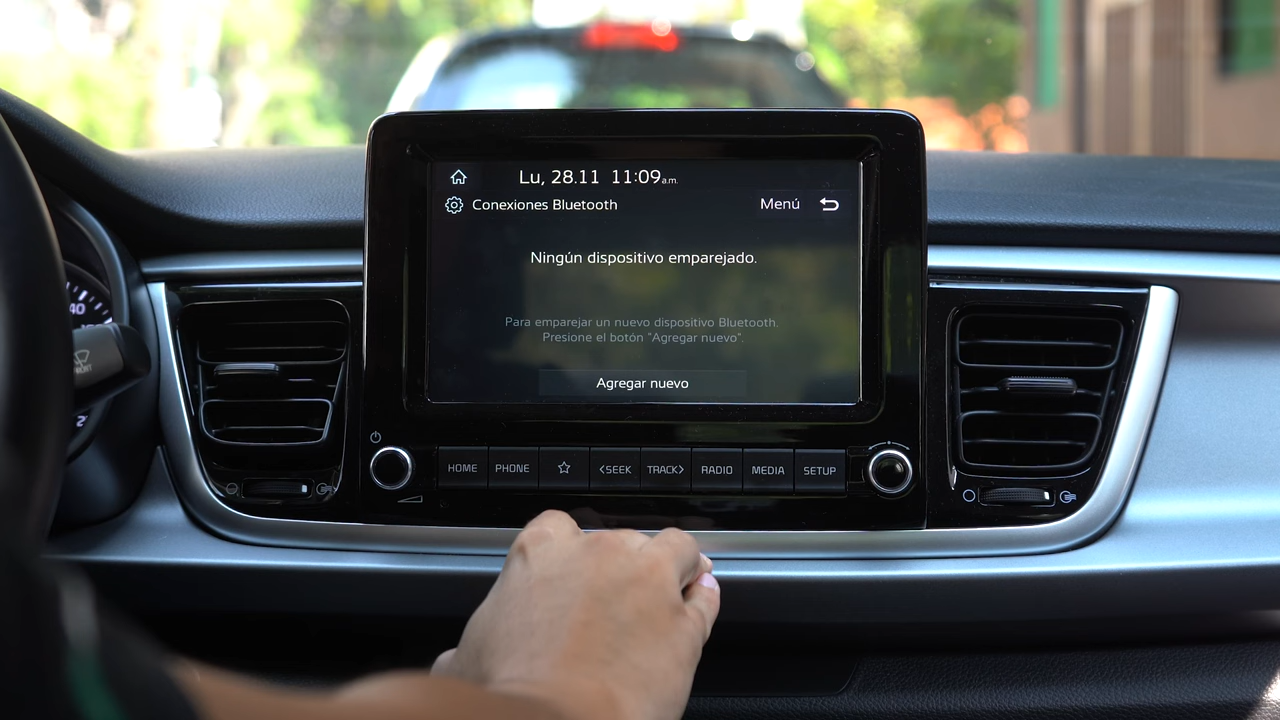 Lu, 28.11 11:09a.m.
Conexiones Bluetooth
Menú
Ningún dispositivo emparejado.
Para emparejar un nuevo dispositivo Bluetooth.
Presione el botón "Agregar nuevo".
Agregar nuevo
HOME
PHONE
<SEEK
TRACK>
RADIO
MEDIA
SETUP
40